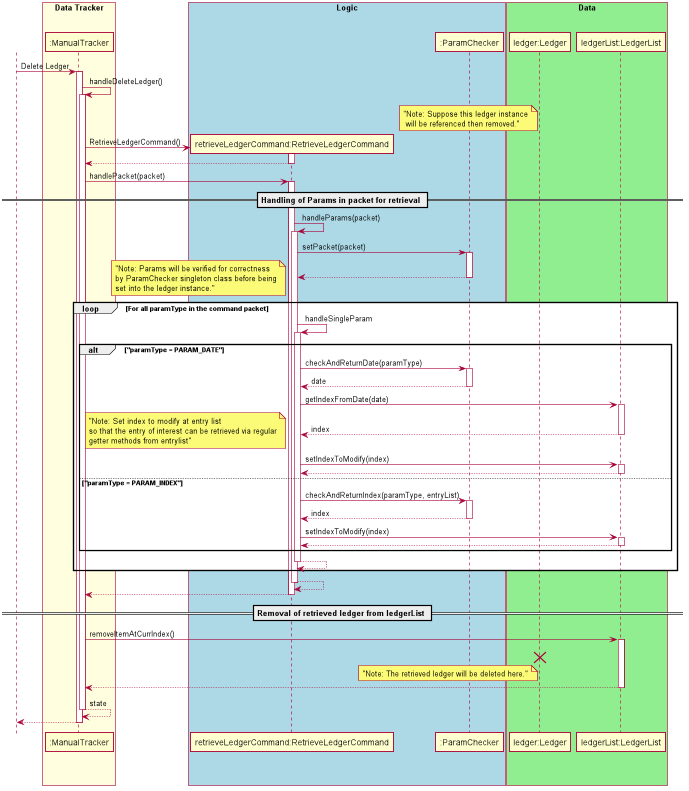 Data Tracker
Logic
Data
:ManualTracker
:ParamChecker
ledger:Ledger
ledgerList:LedgerList
Delete Ledger
handleDeleteLedger()
"Note: Suppose this ledger instance
will be referenced then removed."
RetrieveLedgerCommand()
retrieveLedgerCommand:RetrieveLedgerCommand
handlePacket(packet)
Handling of Params in packet for retrieval
handleParams(packet)
setPacket(packet)
"Note: Params will be verified for correctness
by ParamChecker singleton class before being
set into the ledger instance."
loop
[For all paramType in the command packet]
handleSingleParam
alt
["paramType = PARAM_DATE"]
checkAndReturnDate(paramType)
date
getIndexFromDate(date)
"Note: Set index to modify at entry list
so that the entry of interest can be retrieved via regular
getter methods from entrylist"
index
setIndexToModify(index)
["paramType = PARAM_INDEX"]
checkAndReturnIndex(paramType, entryList)
index
setIndexToModify(index)
Removal of retrieved ledger from ledgerList
removeItemAtCurrIndex()
"Note: The retrieved ledger will be deleted here."
state
:ManualTracker
retrieveLedgerCommand:RetrieveLedgerCommand
:ParamChecker
ledger:Ledger
ledgerList:LedgerList